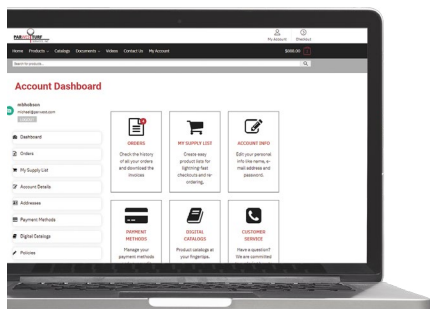 My Account
Checkout
Home
Products
Catalogs
Documents
Videos
Contact Us
My Account
$000.00
Search for products...
Account Dashboard
LOGOUT
Dashboard
Orders
My Supply List
Account Details
Addresses
Payment Methods
Digital Catalogs
Policies
ORDERS
Check the history
of all your orders
and download the
invoices
MY SUPPLY LIST
Create easy
product lists for
lightning-fast
checkouts and re-
ordering.
ACCOUNT INFO
Edit your personal
info like name, e-
mail address and
password.
PAYMENT
METHODS
Manage your
payment methods
DIGITAL
CATALOGS
Product catalogs at
your fingertips.
CUSTOMER
SERVICE
Have a question?
We are committed